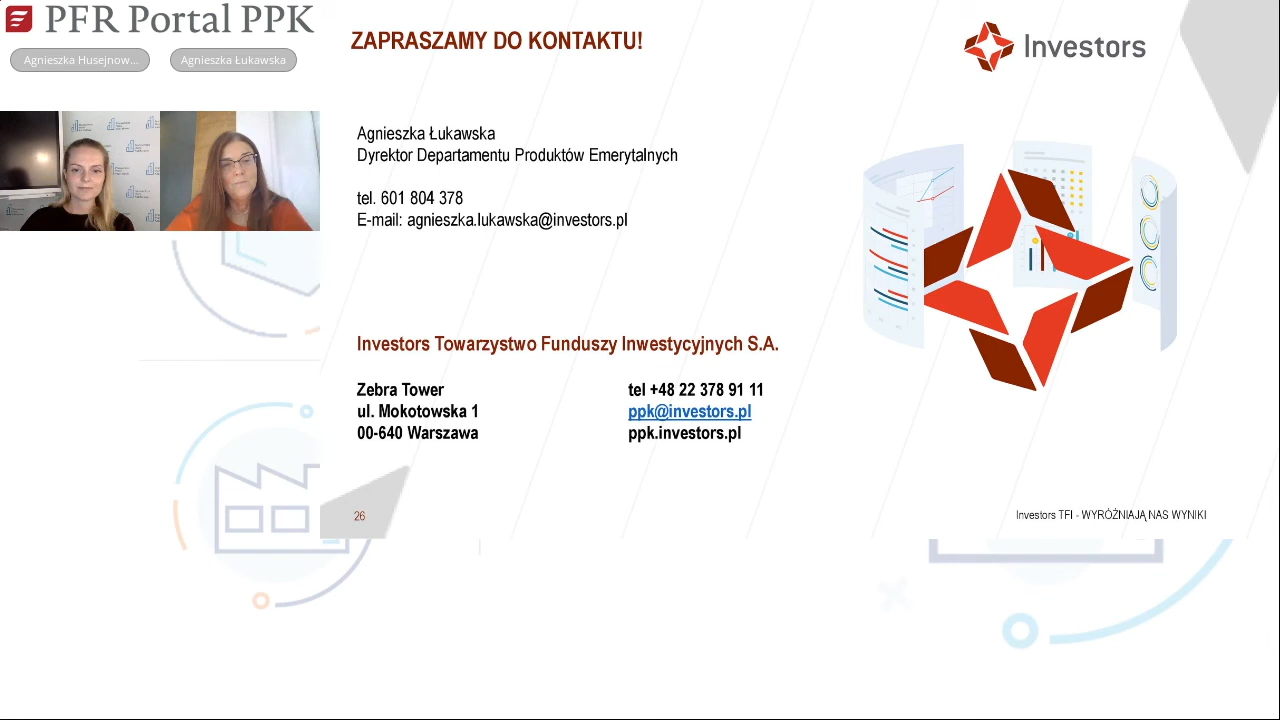 PFR Portal PPK
Agnieszka Husejnow...
Agnieszka Łukawska
ZAPRASZAMY DO KONTAKTU!
Investors
Agnieszka Łukawska
Dyrektor Departamentu Produktów Emerytalnych
tel. 601 804 378
E-mail: agnieszka.lukawska@investors.pl
Investors Towarzystwo Funduszy Inwestycyjnych S.A.
Zebra Tower
ul. Mokotowska 1
00-640 Warszawa
tel +48 22 378 91 11
ppk@investors.pl
ppk.investors.pl
26
Investors TFI - WYRÓŻNIAJĄ NAS WYNIKI